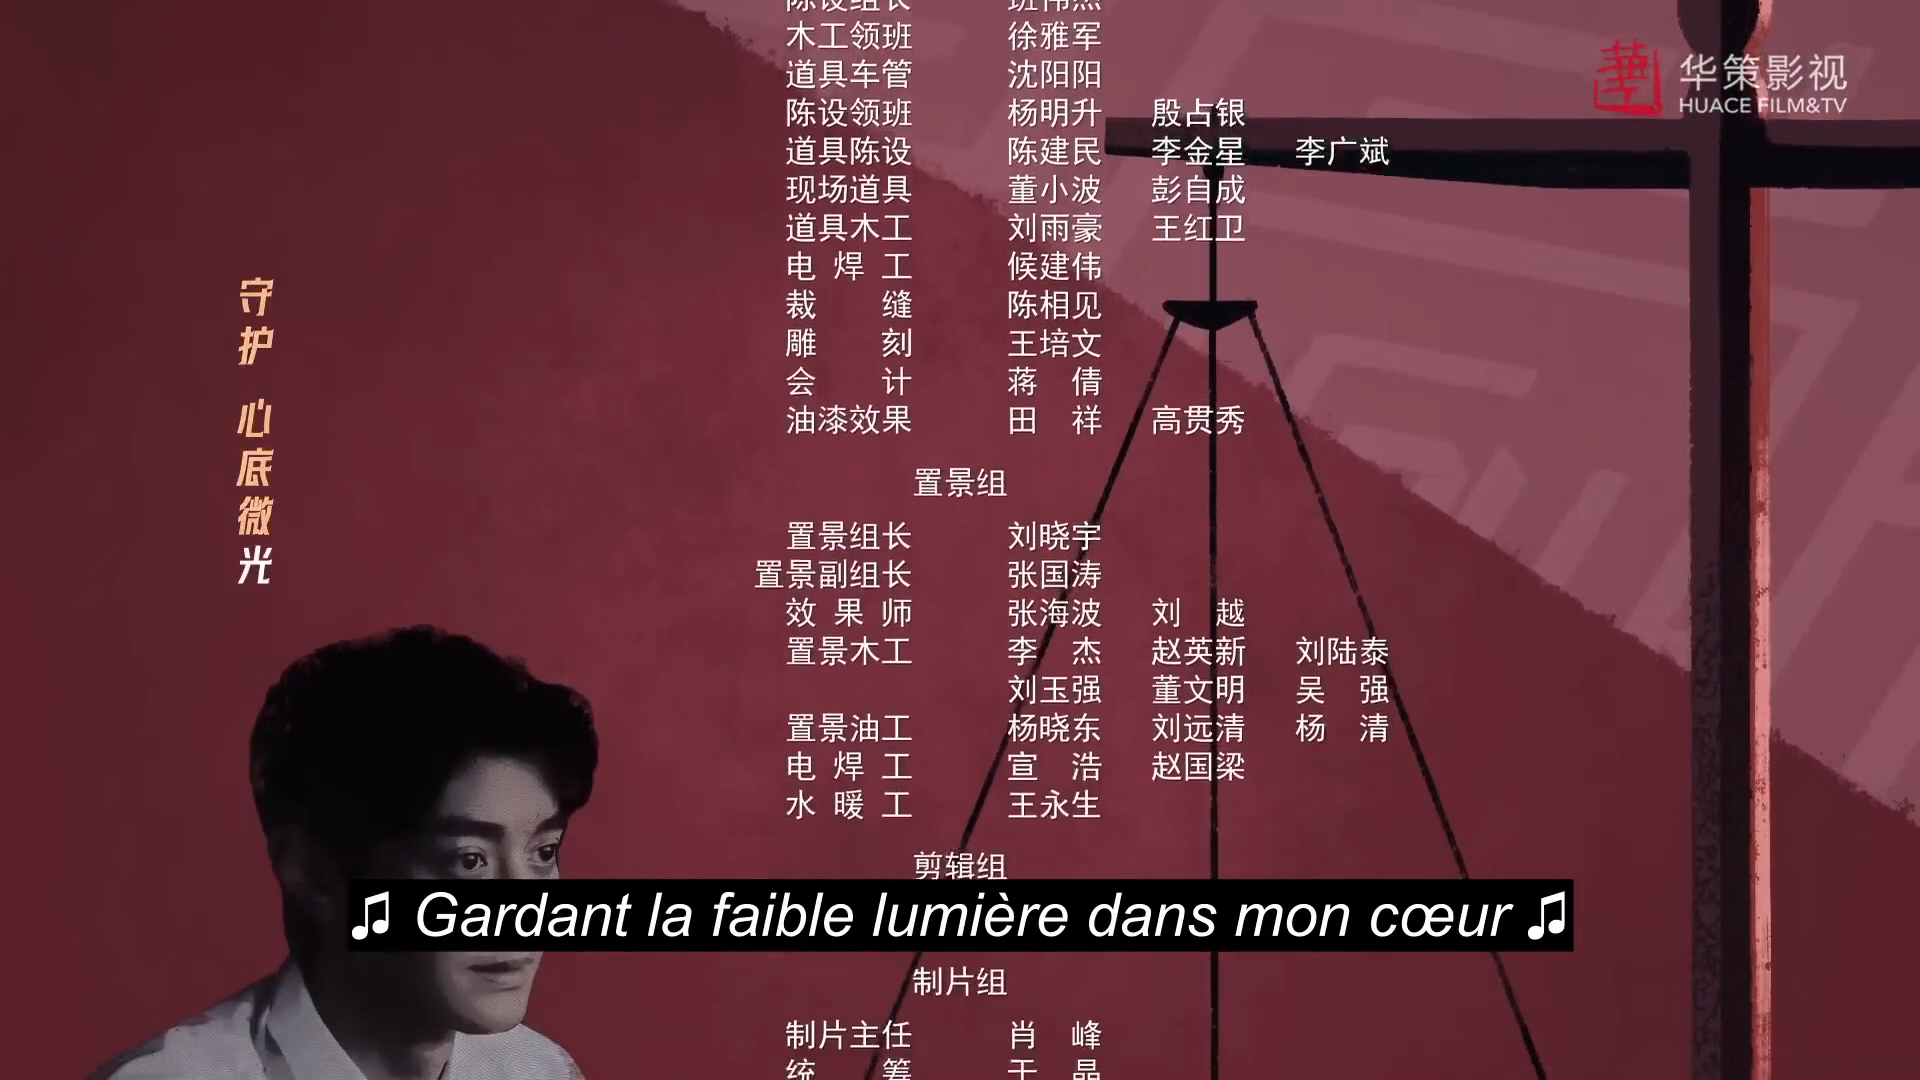 陈设组长 班伟杰
木工领班 徐雅军
道具车管 沈阳阳
陈设领班 杨明升 殷占银
道具陈设 陈建民 李金星 李广斌
现场道具 董小波 彭自成
道具木工 刘雨豪 王红卫
电焊工 候建伟
裁缝 陈相见
雕刻 王培文
会计 蒋倩
油漆效果 田祥 高贯秀
置景组
置景组长 刘晓宇
置景副组长 张国涛
效果师 张海波 刘越
置景木工 李杰 赵英新 刘陆泰
刘玉强 董文明 吴强
置景油工 杨晓东 刘远清 杨清
电焊工 宣浩 赵国梁
水暖工 王永生
剪辑组
制片组
制片主任 肖峰
统筹
华策影视
HUACE FILM&TV
守护 心底微光
♫ Gardant la faible lumière dans mon cœur ♫